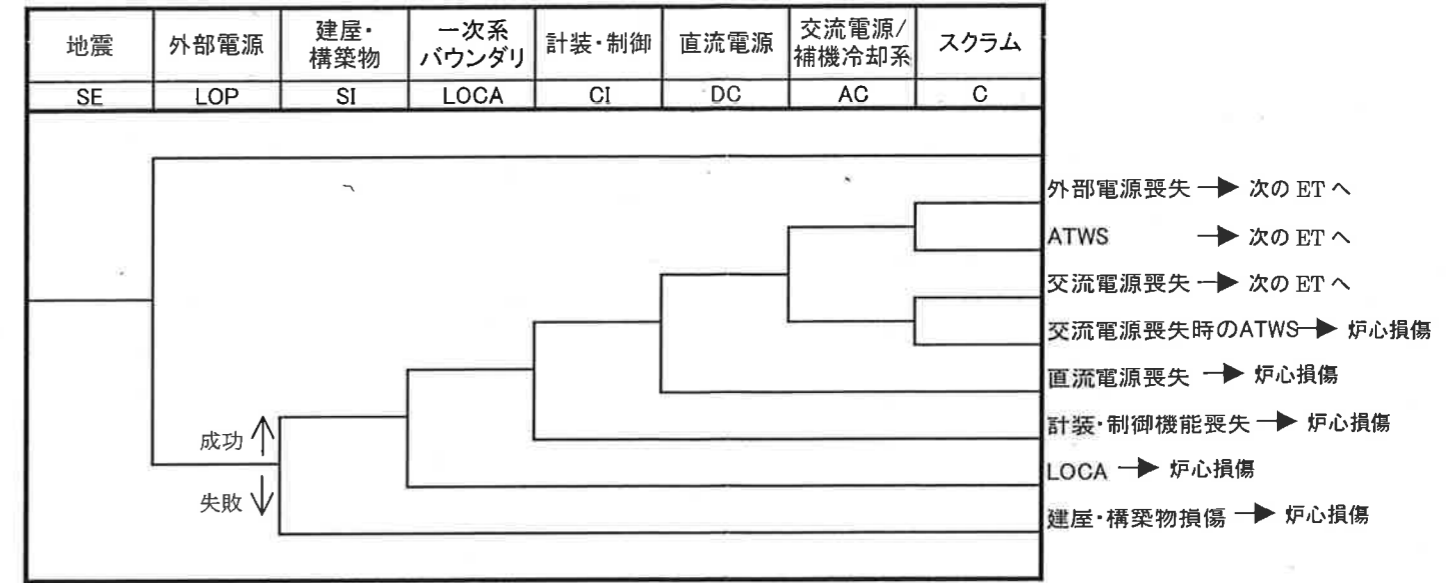 地震
外部電源
建屋・
構築物
一次系
バウンダリ
計装・制御
直流電源
交流電源/
補機冷却系
スクラム
SE
LOP
SI
LOCA
CI
DC
AC
C
外部電源喪失 → 次の ET へ
ATWS → 次の ET へ
交流電源喪失 → 次の ET へ
交流電源喪失時のATWS→ 炉心損傷
直流電源喪失 → 炉心損傷
計装・制御機能喪失 → 炉心損傷
成功
LOCA → 炉心損傷
失敗
建屋・構築物損傷 → 炉心損傷